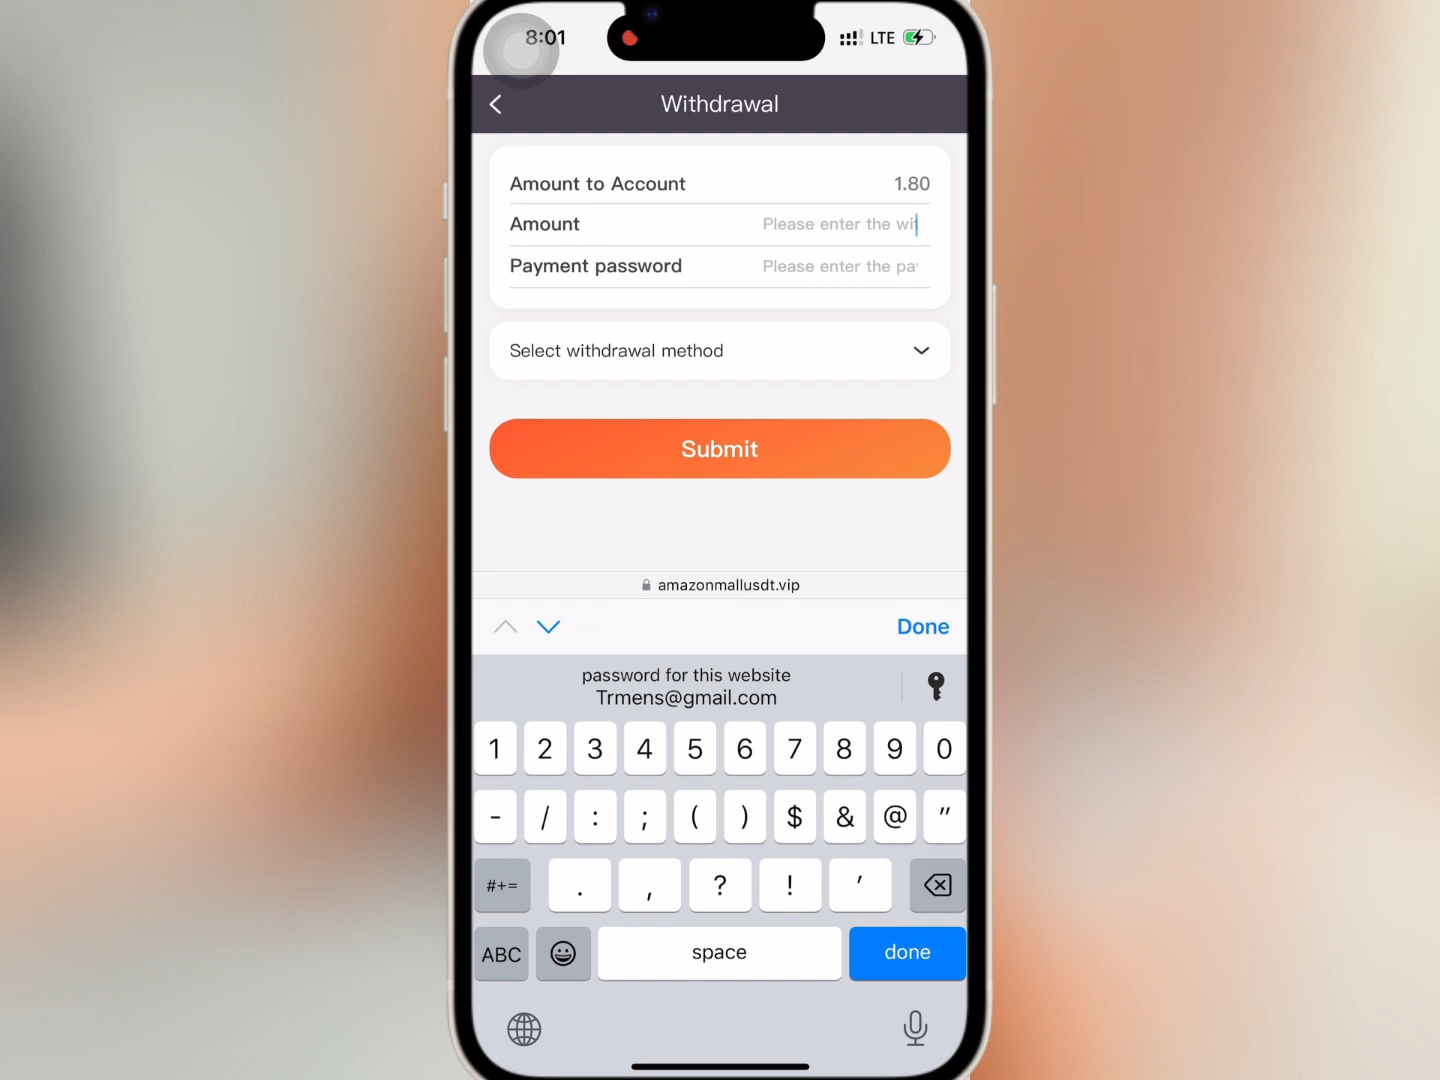 8:01
LTE
Withdrawal
Amount to Account 1.80
Amount Please enter the wit
Payment password Please enter the pa
Select withdrawal method
Submit
amazonmallusdt.vip
Done
password for this website
Trmens@gmail.com
1 2 3 4 5 6 7 8 9 0
- / : ; ( ) $ & @ "
#+= . , ? ! '
ABC space done